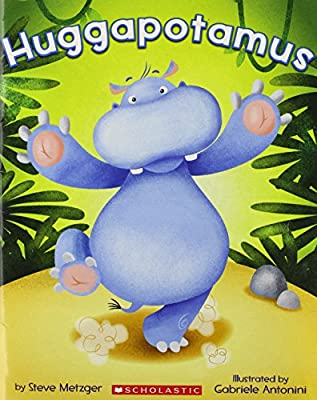 Huggapotamus
by Steve Metzger
SCHOLASTIC
Illustrated by
Gabriele Antonini